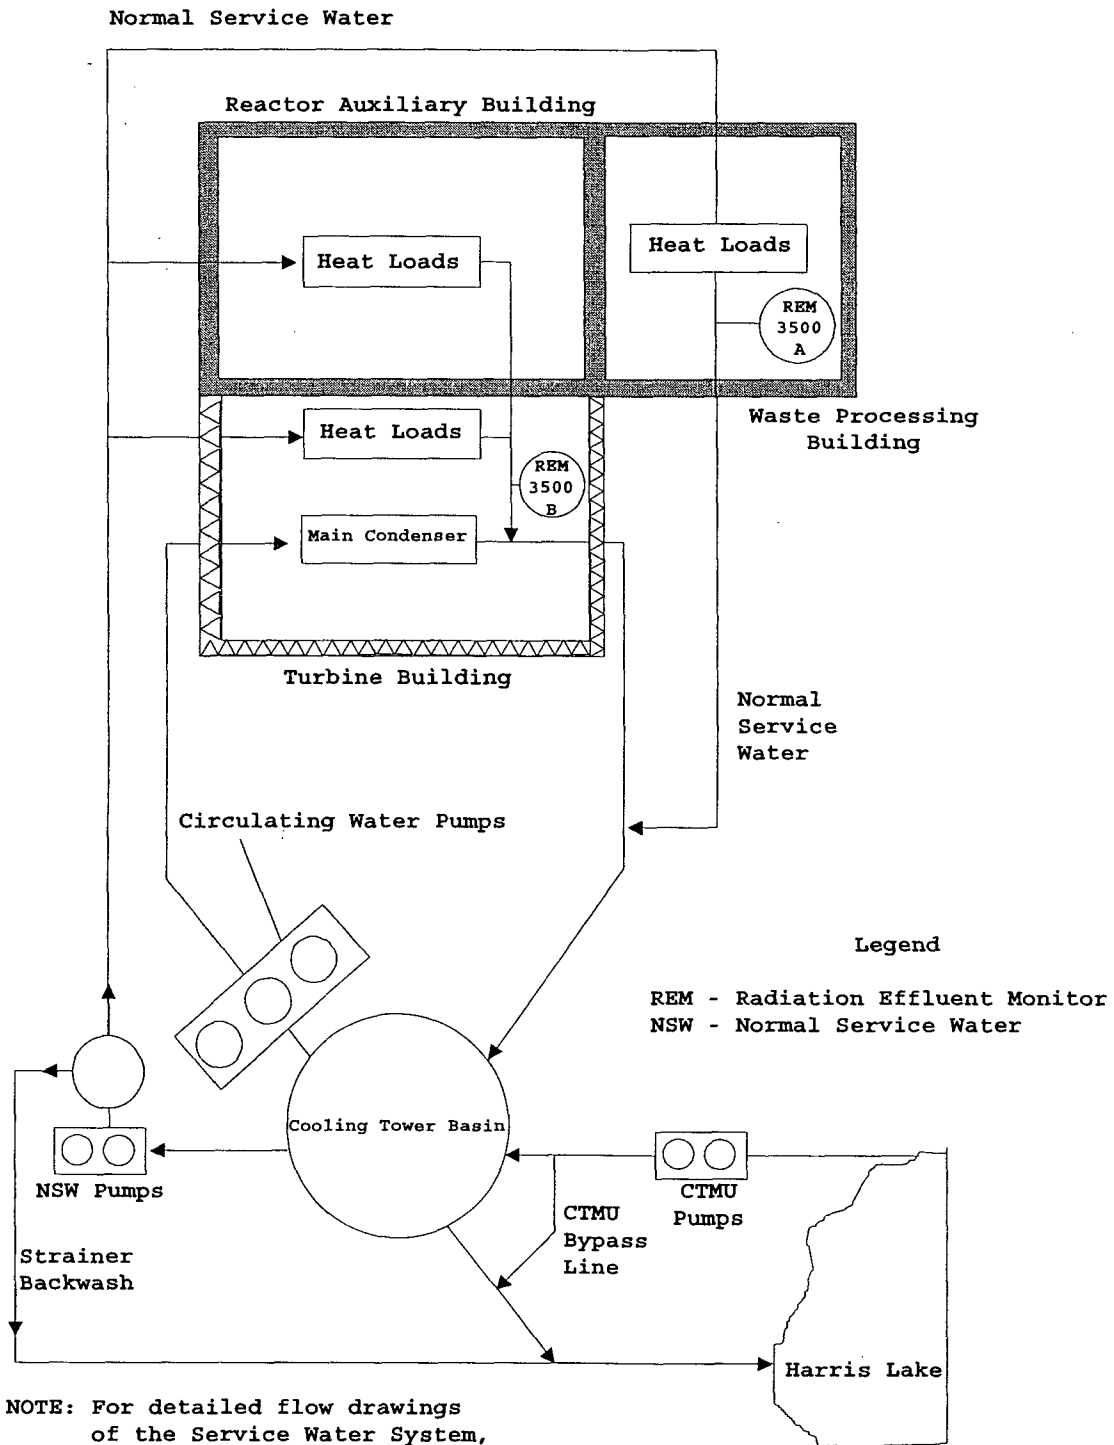 Normal Service Water
Reactor Auxiliary Building
Heat Loads
Heat Loads
REM
3500
A
Waste Processing
Building
Heat Loads
REM
3500
B
Main Condenser
Turbine Building
Normal
Service
Water
Circulating Water Pumps
Legend
REM - Radiation Effluent Monitor
NSW - Normal Service Water
Cooling Tower Basin
NSW Pumps
CTMU
Pumps
CTMU
Bypass
Line
Strainer
Backwash
Harris Lake
NOTE: For detailed flow drawings
of the Service Water System,